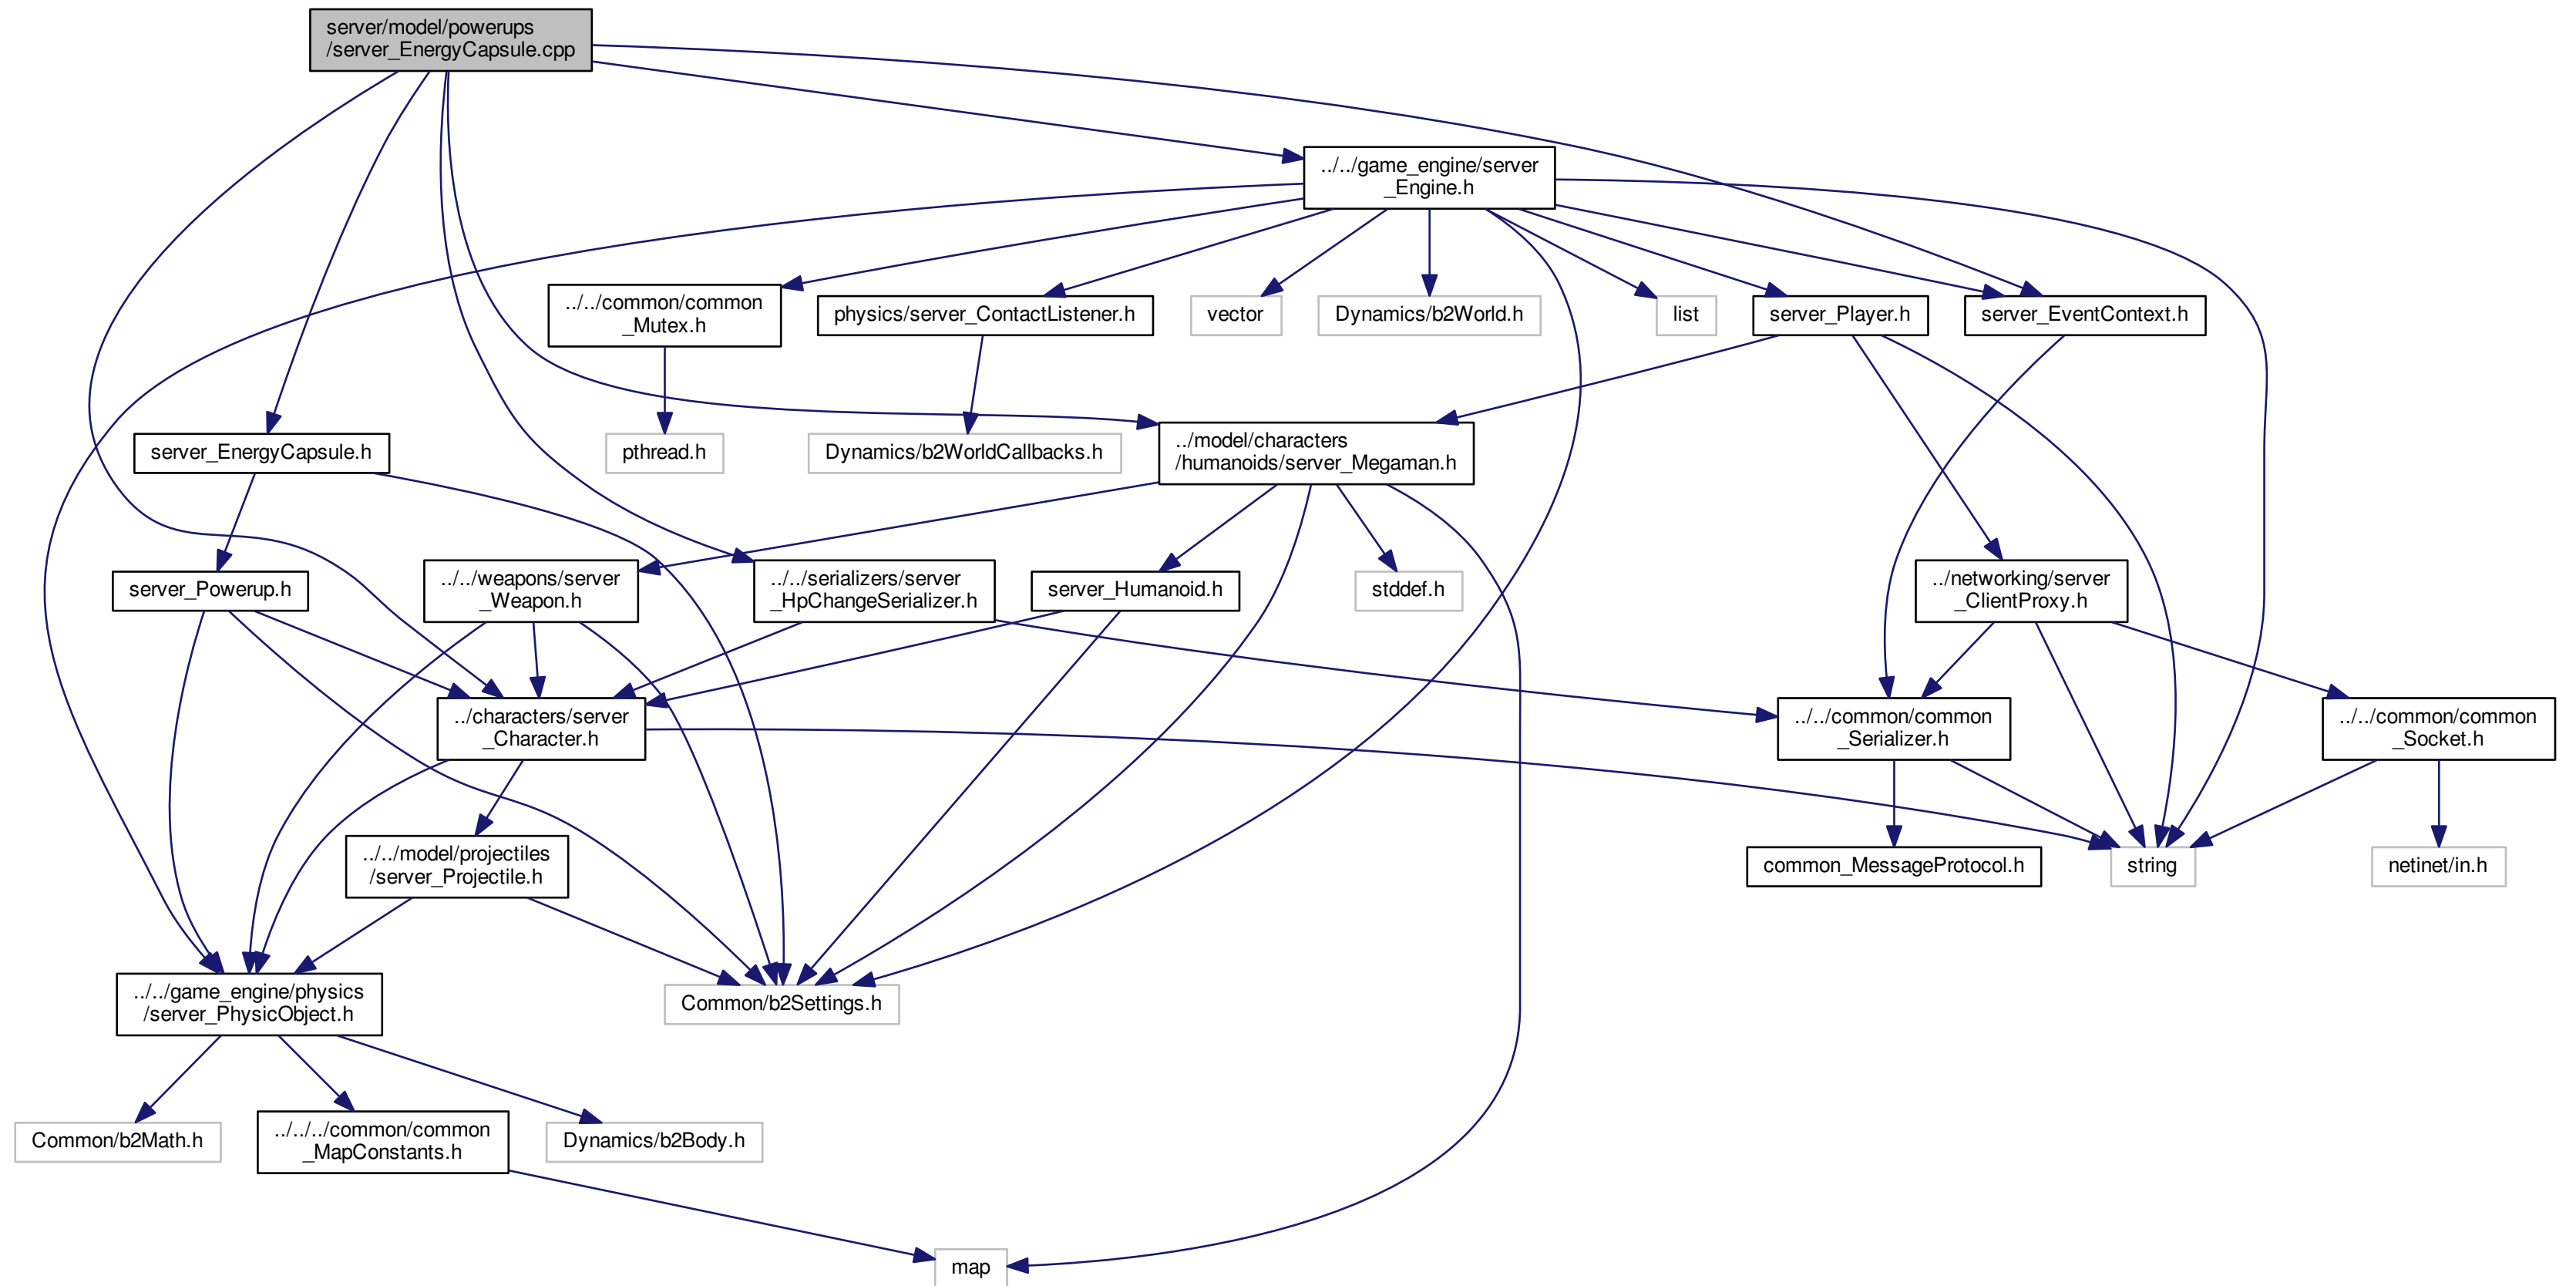 server/model/powerups
/server_EnergyCapsule.cpp
../../game_engine/server
_Engine.h
../../common/common
_Mutex.h
physics/server_ContactListener.h
vector
Dynamics/b2World.h
list
server_Player.h
server_EventContext.h
server_EnergyCapsule.h
pthread.h
Dynamics/b2WorldCallbacks.h
../model/characters
/humanoids/server_Megaman.h
server_Powerup.h
../../weapons/server
_Weapon.h
../../serializers/server
_HpChangeSerializer.h
server_Humanoid.h
stddef.h
../networking/server
_ClientProxy.h
../characters/server
_Character.h
../../common/common
_Serializer.h
../../common/common
_Socket.h
../../model/projectiles
/server_Projectile.h
common_MessageProtocol.h
string
netinet/in.h
../../game_engine/physics
/server_PhysicObject.h
Common/b2Settings.h
Common/b2Math.h
../../../common/common
_MapConstants.h
Dynamics/b2Body.h
map